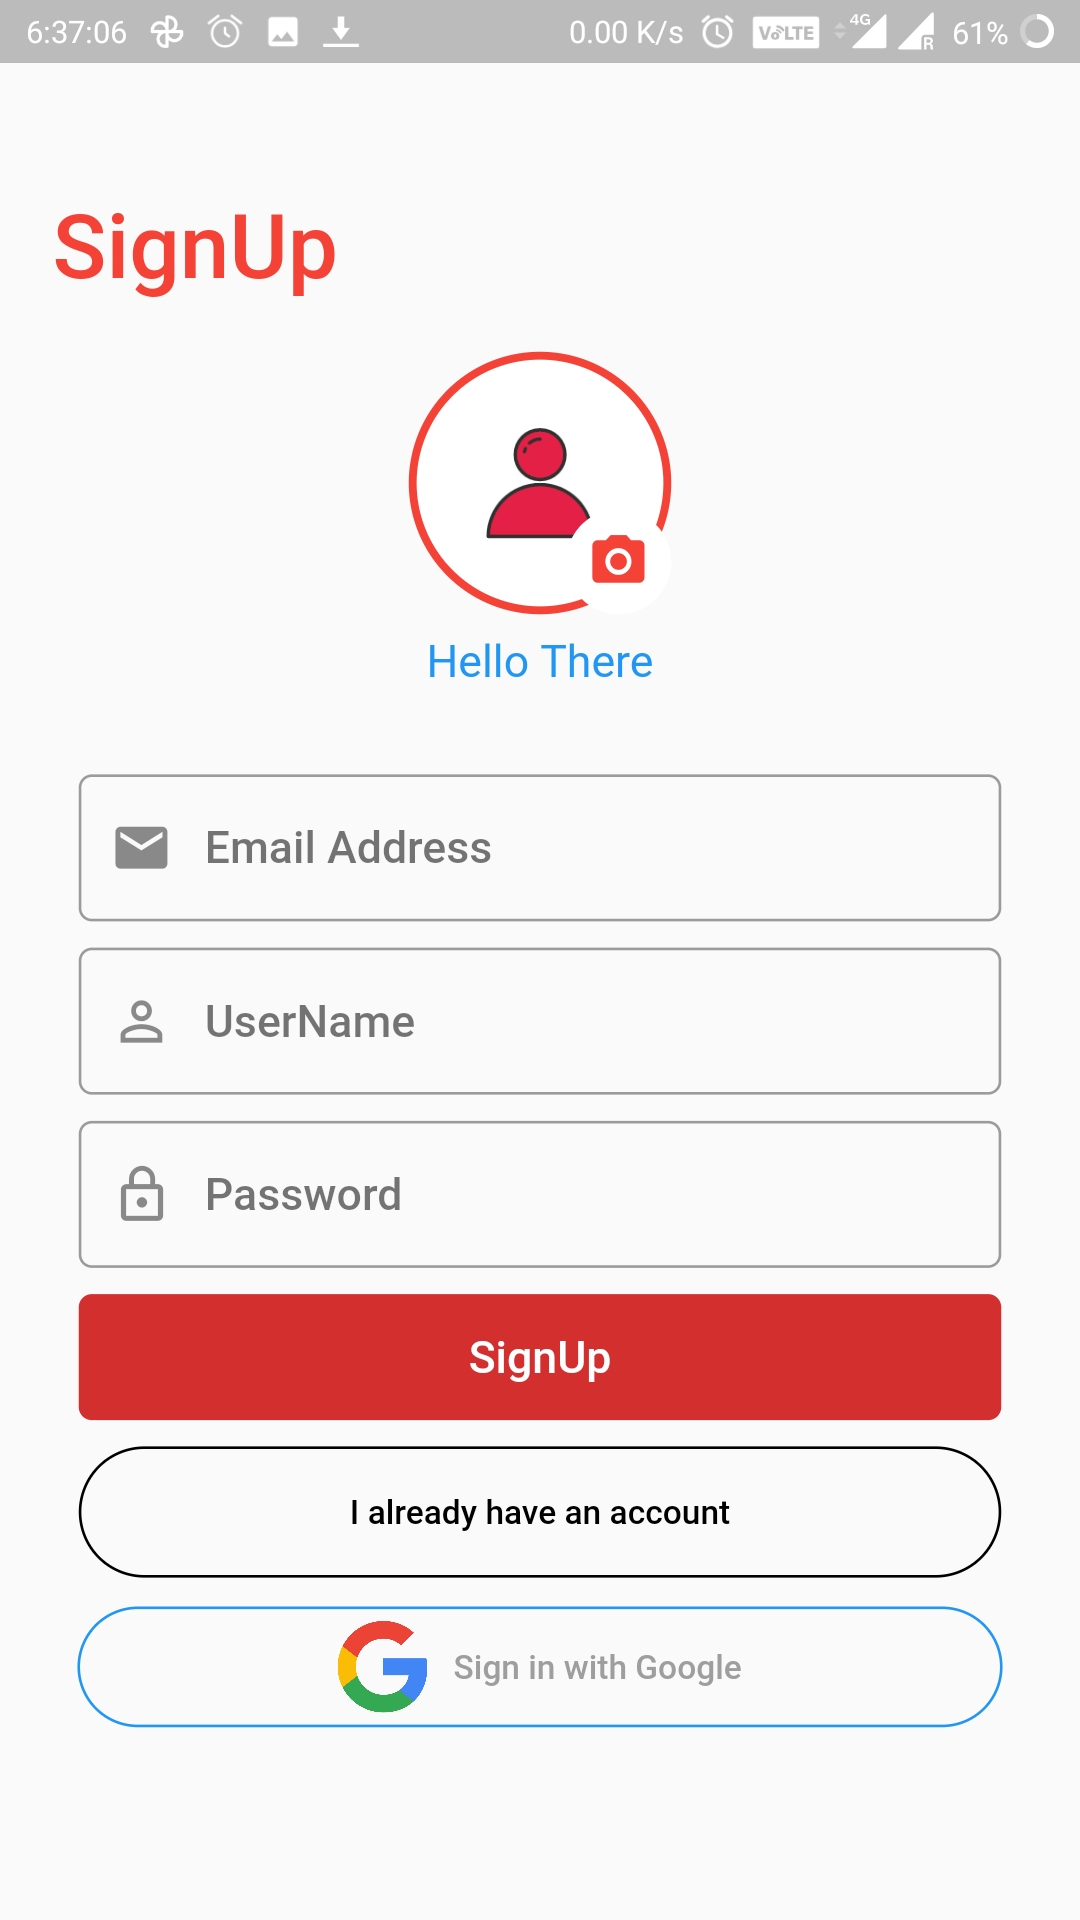 6:37:06 0.00 K/s VoLTE 4G R 61%
SignUp
Hello There
Email Address
UserName
Password
SignUp
I already have an account
Sign in with Google